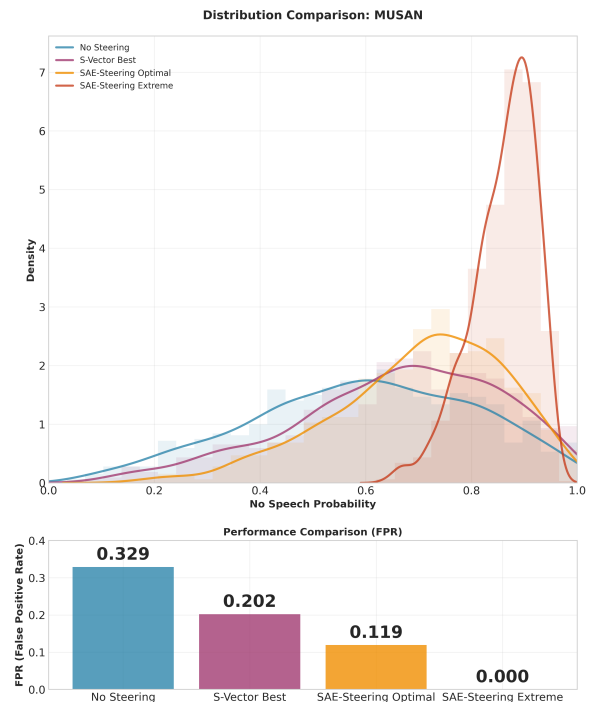 Distribution Comparison: MUSAN
No Steering
S-Vector Best
SAE-Steering Optimal
SAE-Steering Extreme
7
6
5
4
3
2
1
0
Density
0.0 0.2 0.4 0.6 0.8 1.0
No Speech Probability
Performance Comparison (FPR)
0.4
0.3
0.2
0.1
0.0
FPR (False Positive Rate)
0.329
0.202
0.119
0.000
No Steering S-Vector Best SAE-Steering Optimal SAE-Steering Extreme